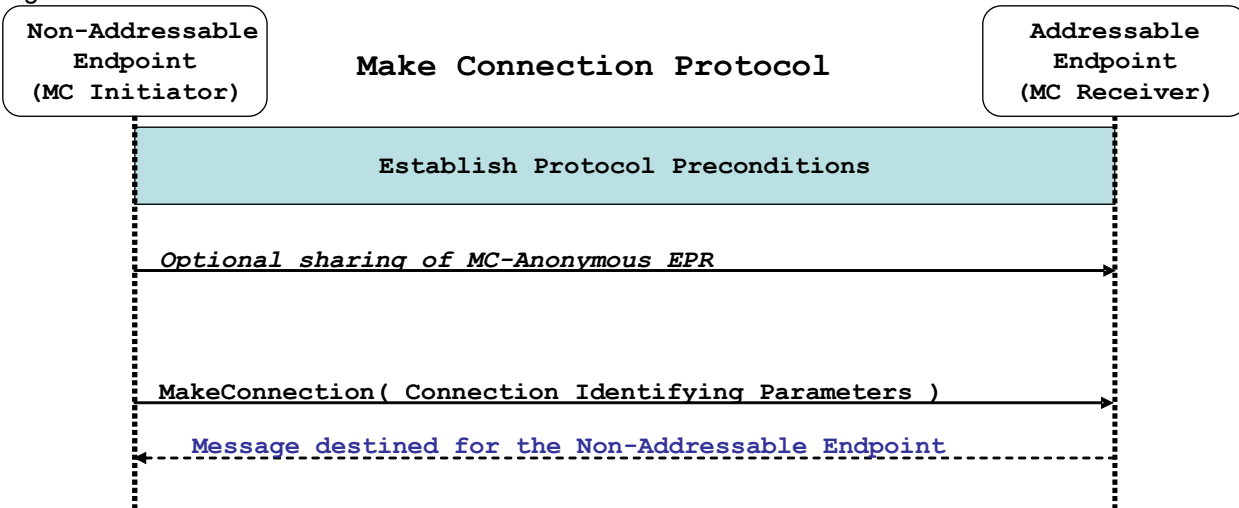 Non-Addressable
Endpoint
(MC Initiator)
Make Connection Protocol
Addressable
Endpoint
(MC Receiver)
Establish Protocol Preconditions
Optional sharing of MC-Anonymous EPR
MakeConnection( Connection Identifying Parameters )
Message destined for the Non-Addressable Endpoint